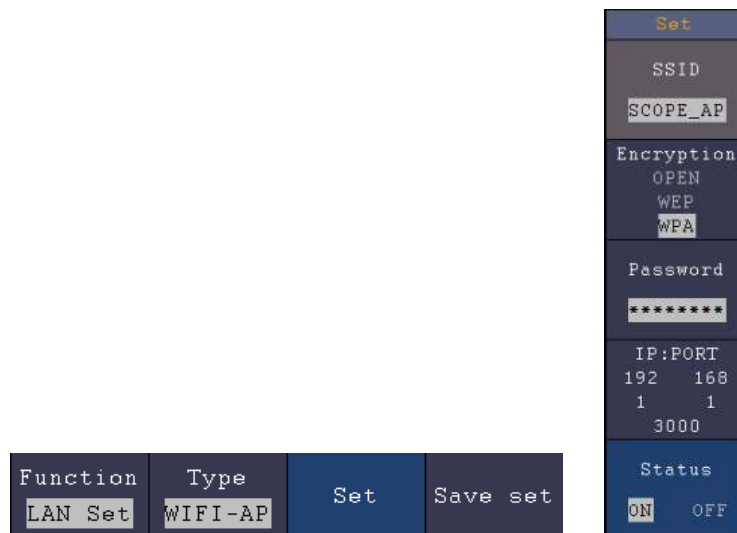 Set
SSID
SCOPE_AP
Encryption
OPEN
WEP
WPA
Password
********
IP:PORT
192 168
1 1
3000
Status
ON OFF
Function Type Set Save set
LAN Set WIFI-AP